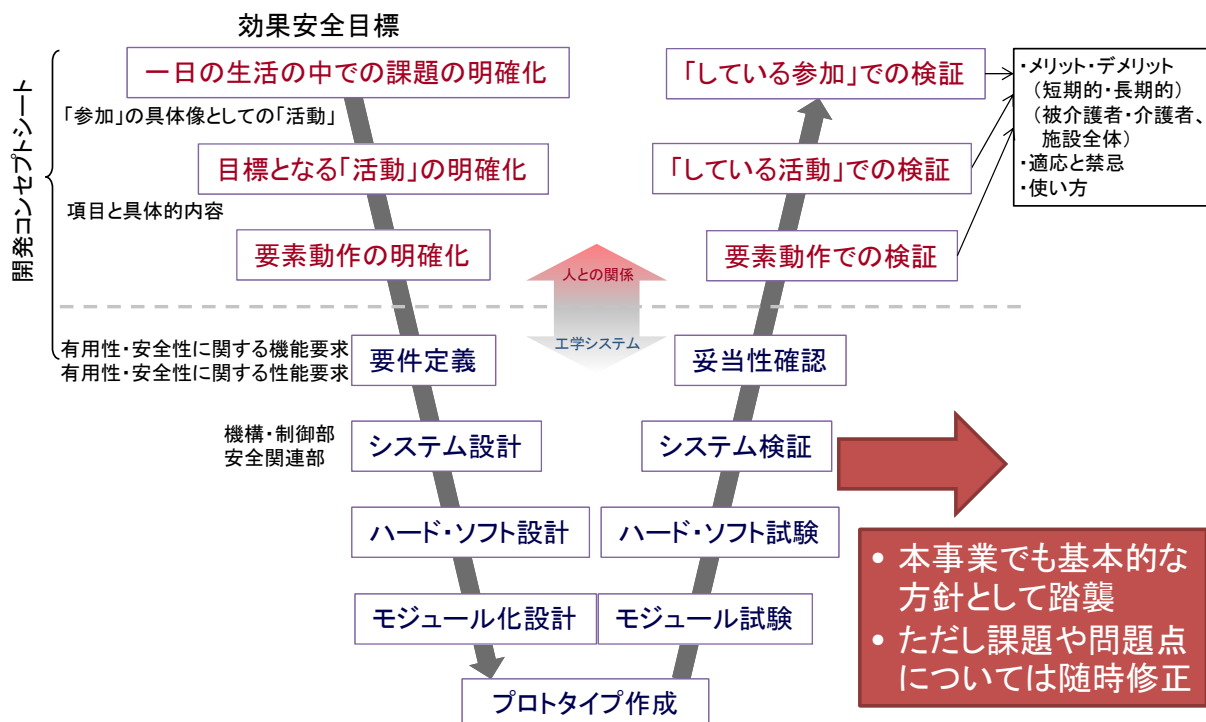 効果安全目標
開発コンセプトシート
一日の生活の中での課題の明確化
「参加」の具体像としての「活動」
目標となる「活動」の明確化
項目と具体的内容
要素動作の明確化
有用性・安全性に関する機能要求
有用性・安全性に関する性能要求
要件定義
機構・制御部
安全関連部
システム設計
ハード・ソフト設計
モジュール化設計
プロトタイプ作成
モジュール試験
ハード・ソフト試験
システム検証
妥当性確認
人との関係
工学システム
要素動作での検証
「している活動」での検証
「している参加」での検証
・メリット・デメリット
(短期的・長期的)
(被介護者・介護者、
施設全体)
・適応と禁忌
・使い方
• 本事業でも基本的な
方針として踏襲
• ただし課題や問題点
については随時修正